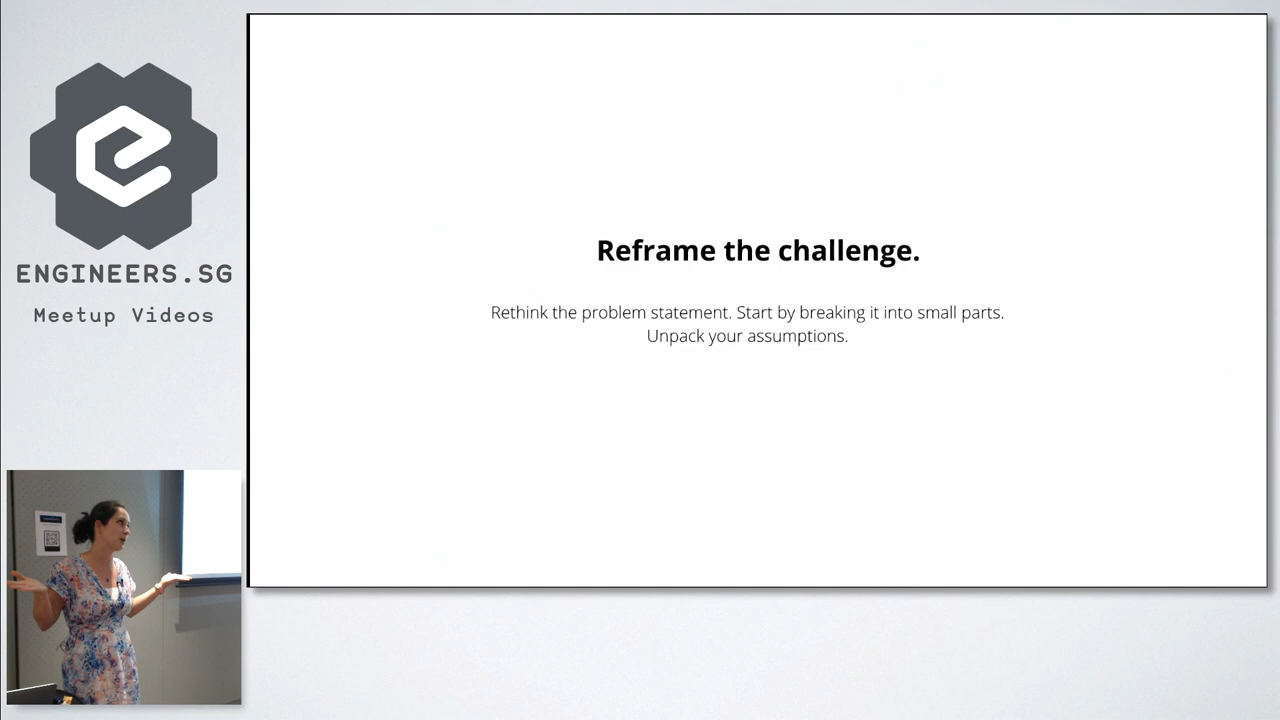 ENGINEERS.SG
Meetup Videos
Reframe the challenge.
Rethink the problem statement. Start by breaking it into small parts.
Unpack your assumptions.